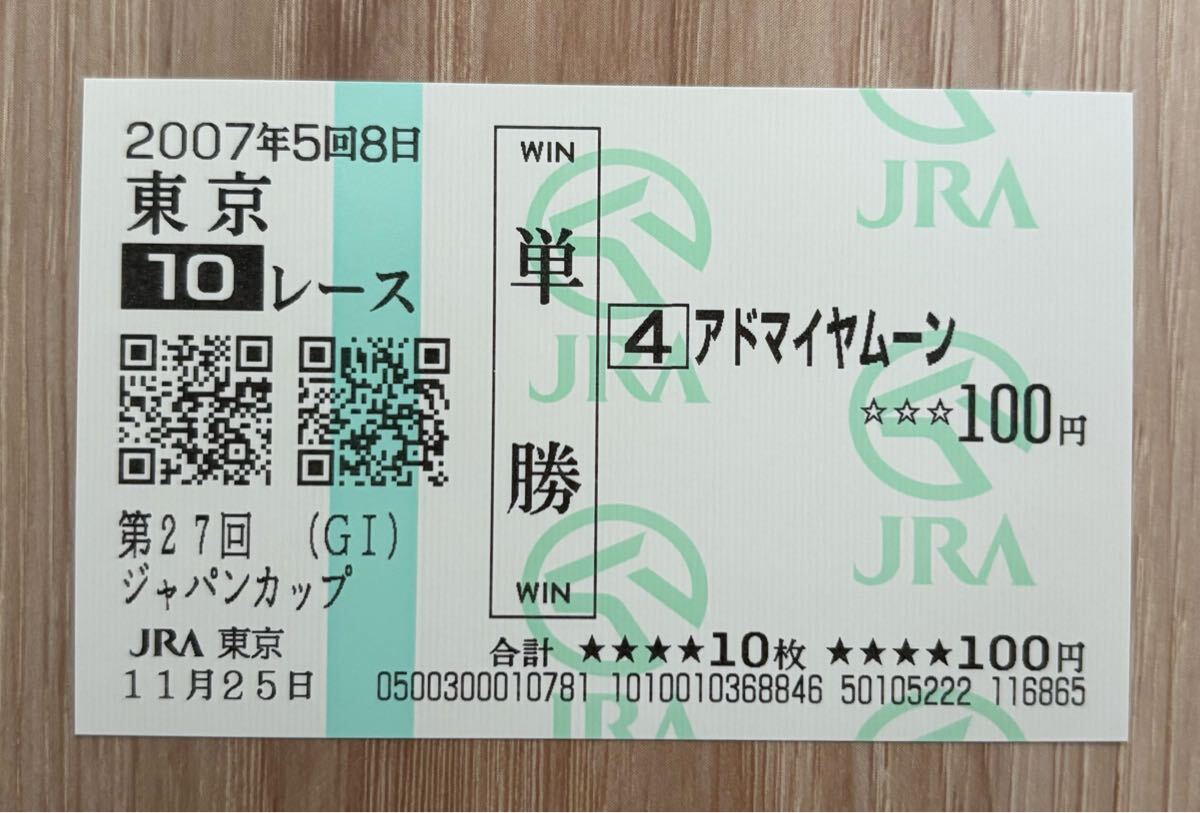 2007年5回8日
東京
10レース
第27回 (GI)
ジャパンカップ
JRA 東京
11月25日
WIN
単勝
WIN
4アドマイヤムーン
☆☆☆100円
合計 ★★★★10枚 ★★★★100円
0500300010781 1010010368846 50105222 116865
JRA
JRA
JRA
JRA